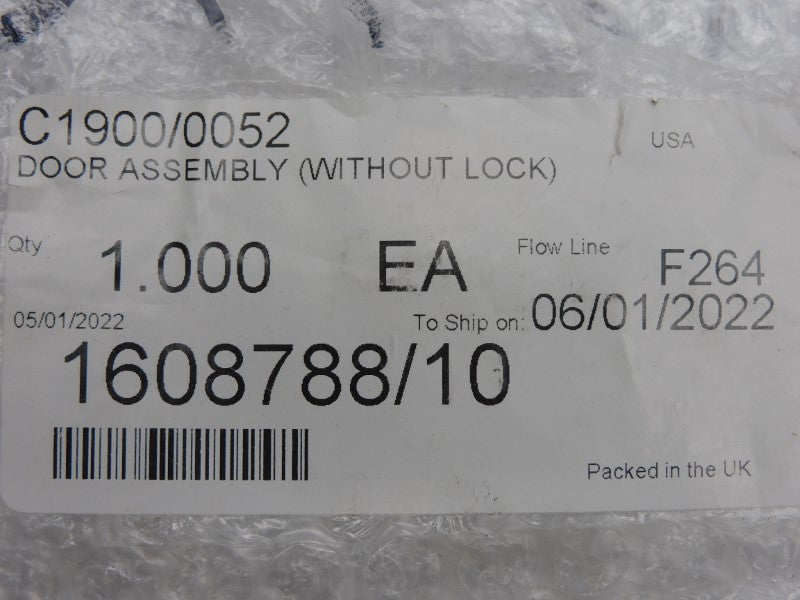 C1900/0052
USA
DOOR ASSEMBLY (WITHOUT LOCK)
Qty 1.000 EA Flow Line F264
05/01/2022 To Ship on: 06/01/2022
1608788/10
Packed in the UK